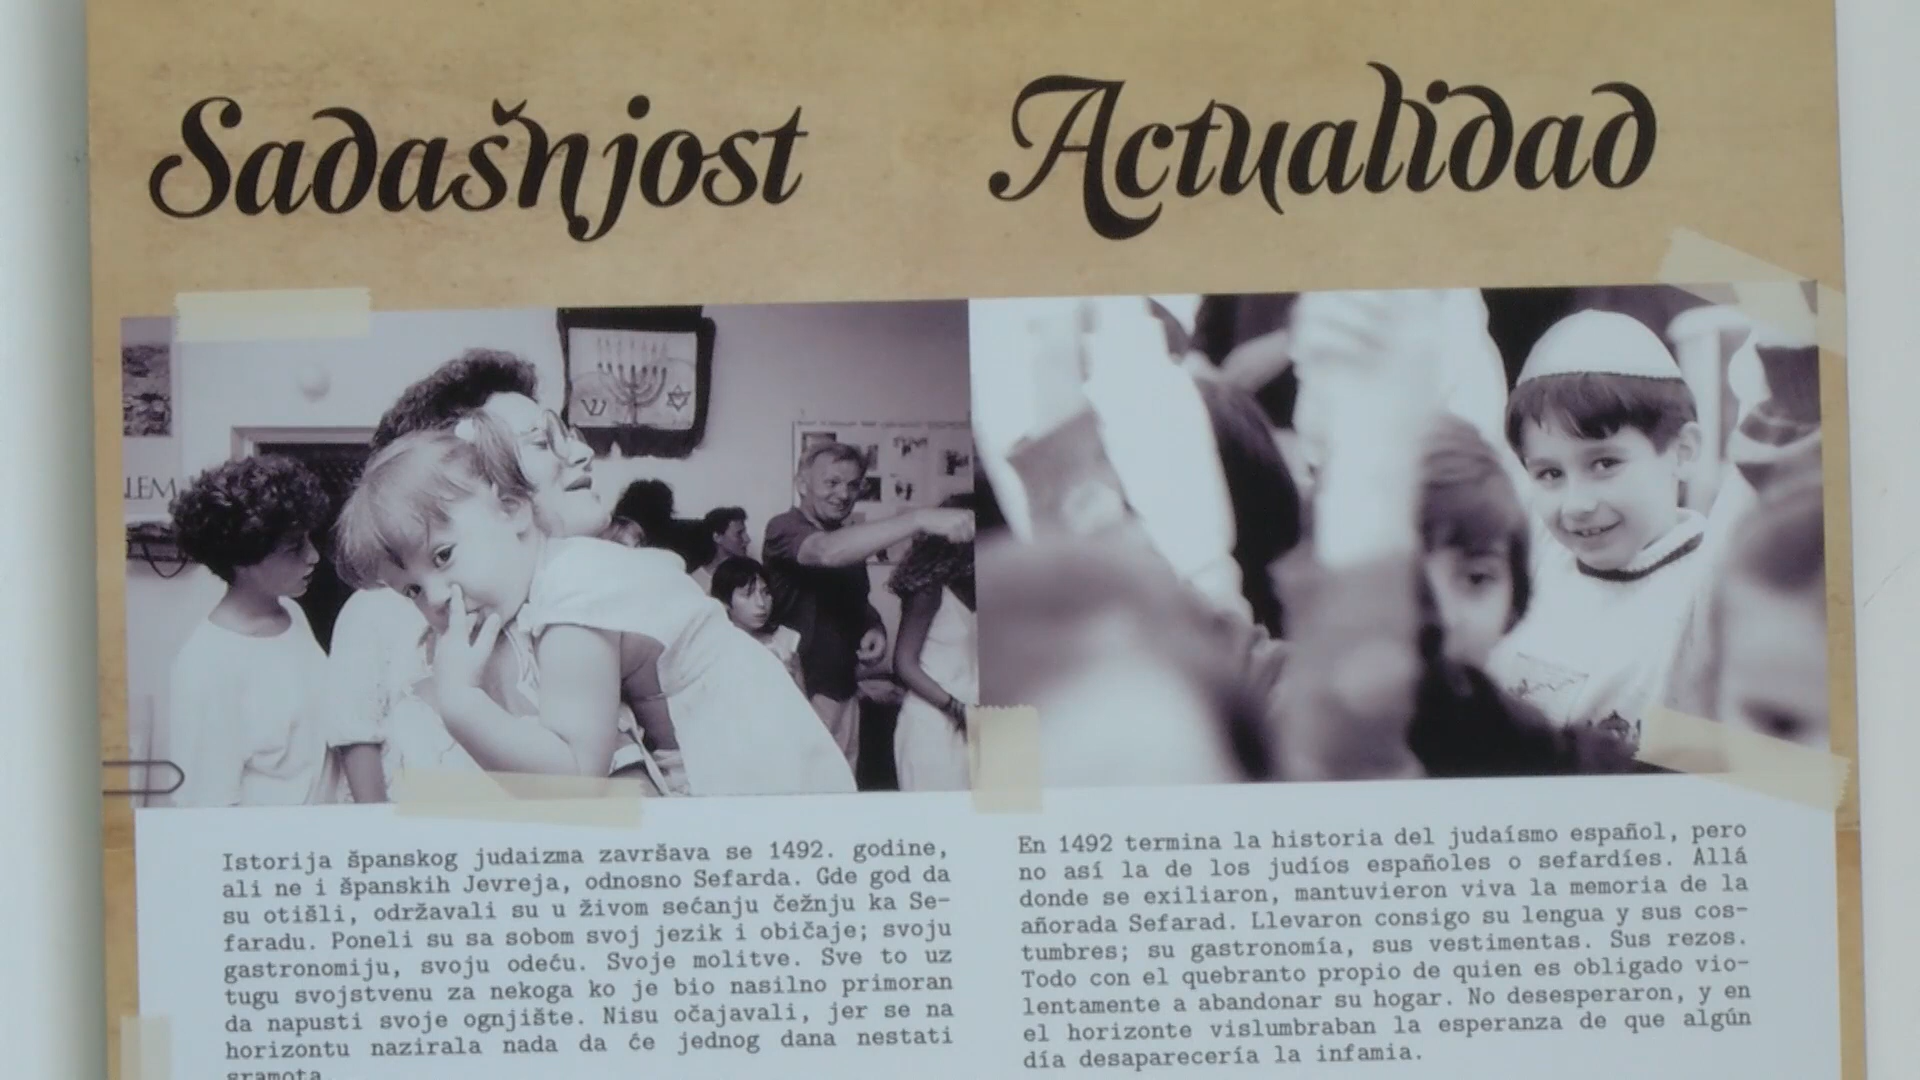 Sadašnjost
Actualidad
LEM
Istorija španskog judaizma završava se 1492. godine,
ali ne i španskih Jevreja, odnosno Sefarda. Gde god da
su otišli, održavali su u živom sećanju čežnju ka Se-
faradu. Poneli su sa sobom svoj jezik i običaje; svoju
gastronomiju, svoju odeću. Svoje molitve. Sve to uz
tugu svojstvenu za nekoga ko je bio nasilno primoran
da napusti svoje ognjište. Nisu očajavali, jer se na
horizontu nazirala nada da će jednog dana nestati
sramota.
En 1492 termina la historia del judaísmo español, pero
no así la de los judíos españoles o sefardíes. Allá
donde se exiliaron, mantuvieron viva la memoria de la
añorada Sefarad. Llevaron consigo su lengua y sus cos-
tumbres; su gastronomía, sus vestimentas. Sus rezos.
Todo con el quebranto propio de quien es obligado vio-
lentamente a abandonar su hogar. No desesperaron, y en
el horizonte vislumbraban la esperanza de que algún
día desaparecería la infamia.